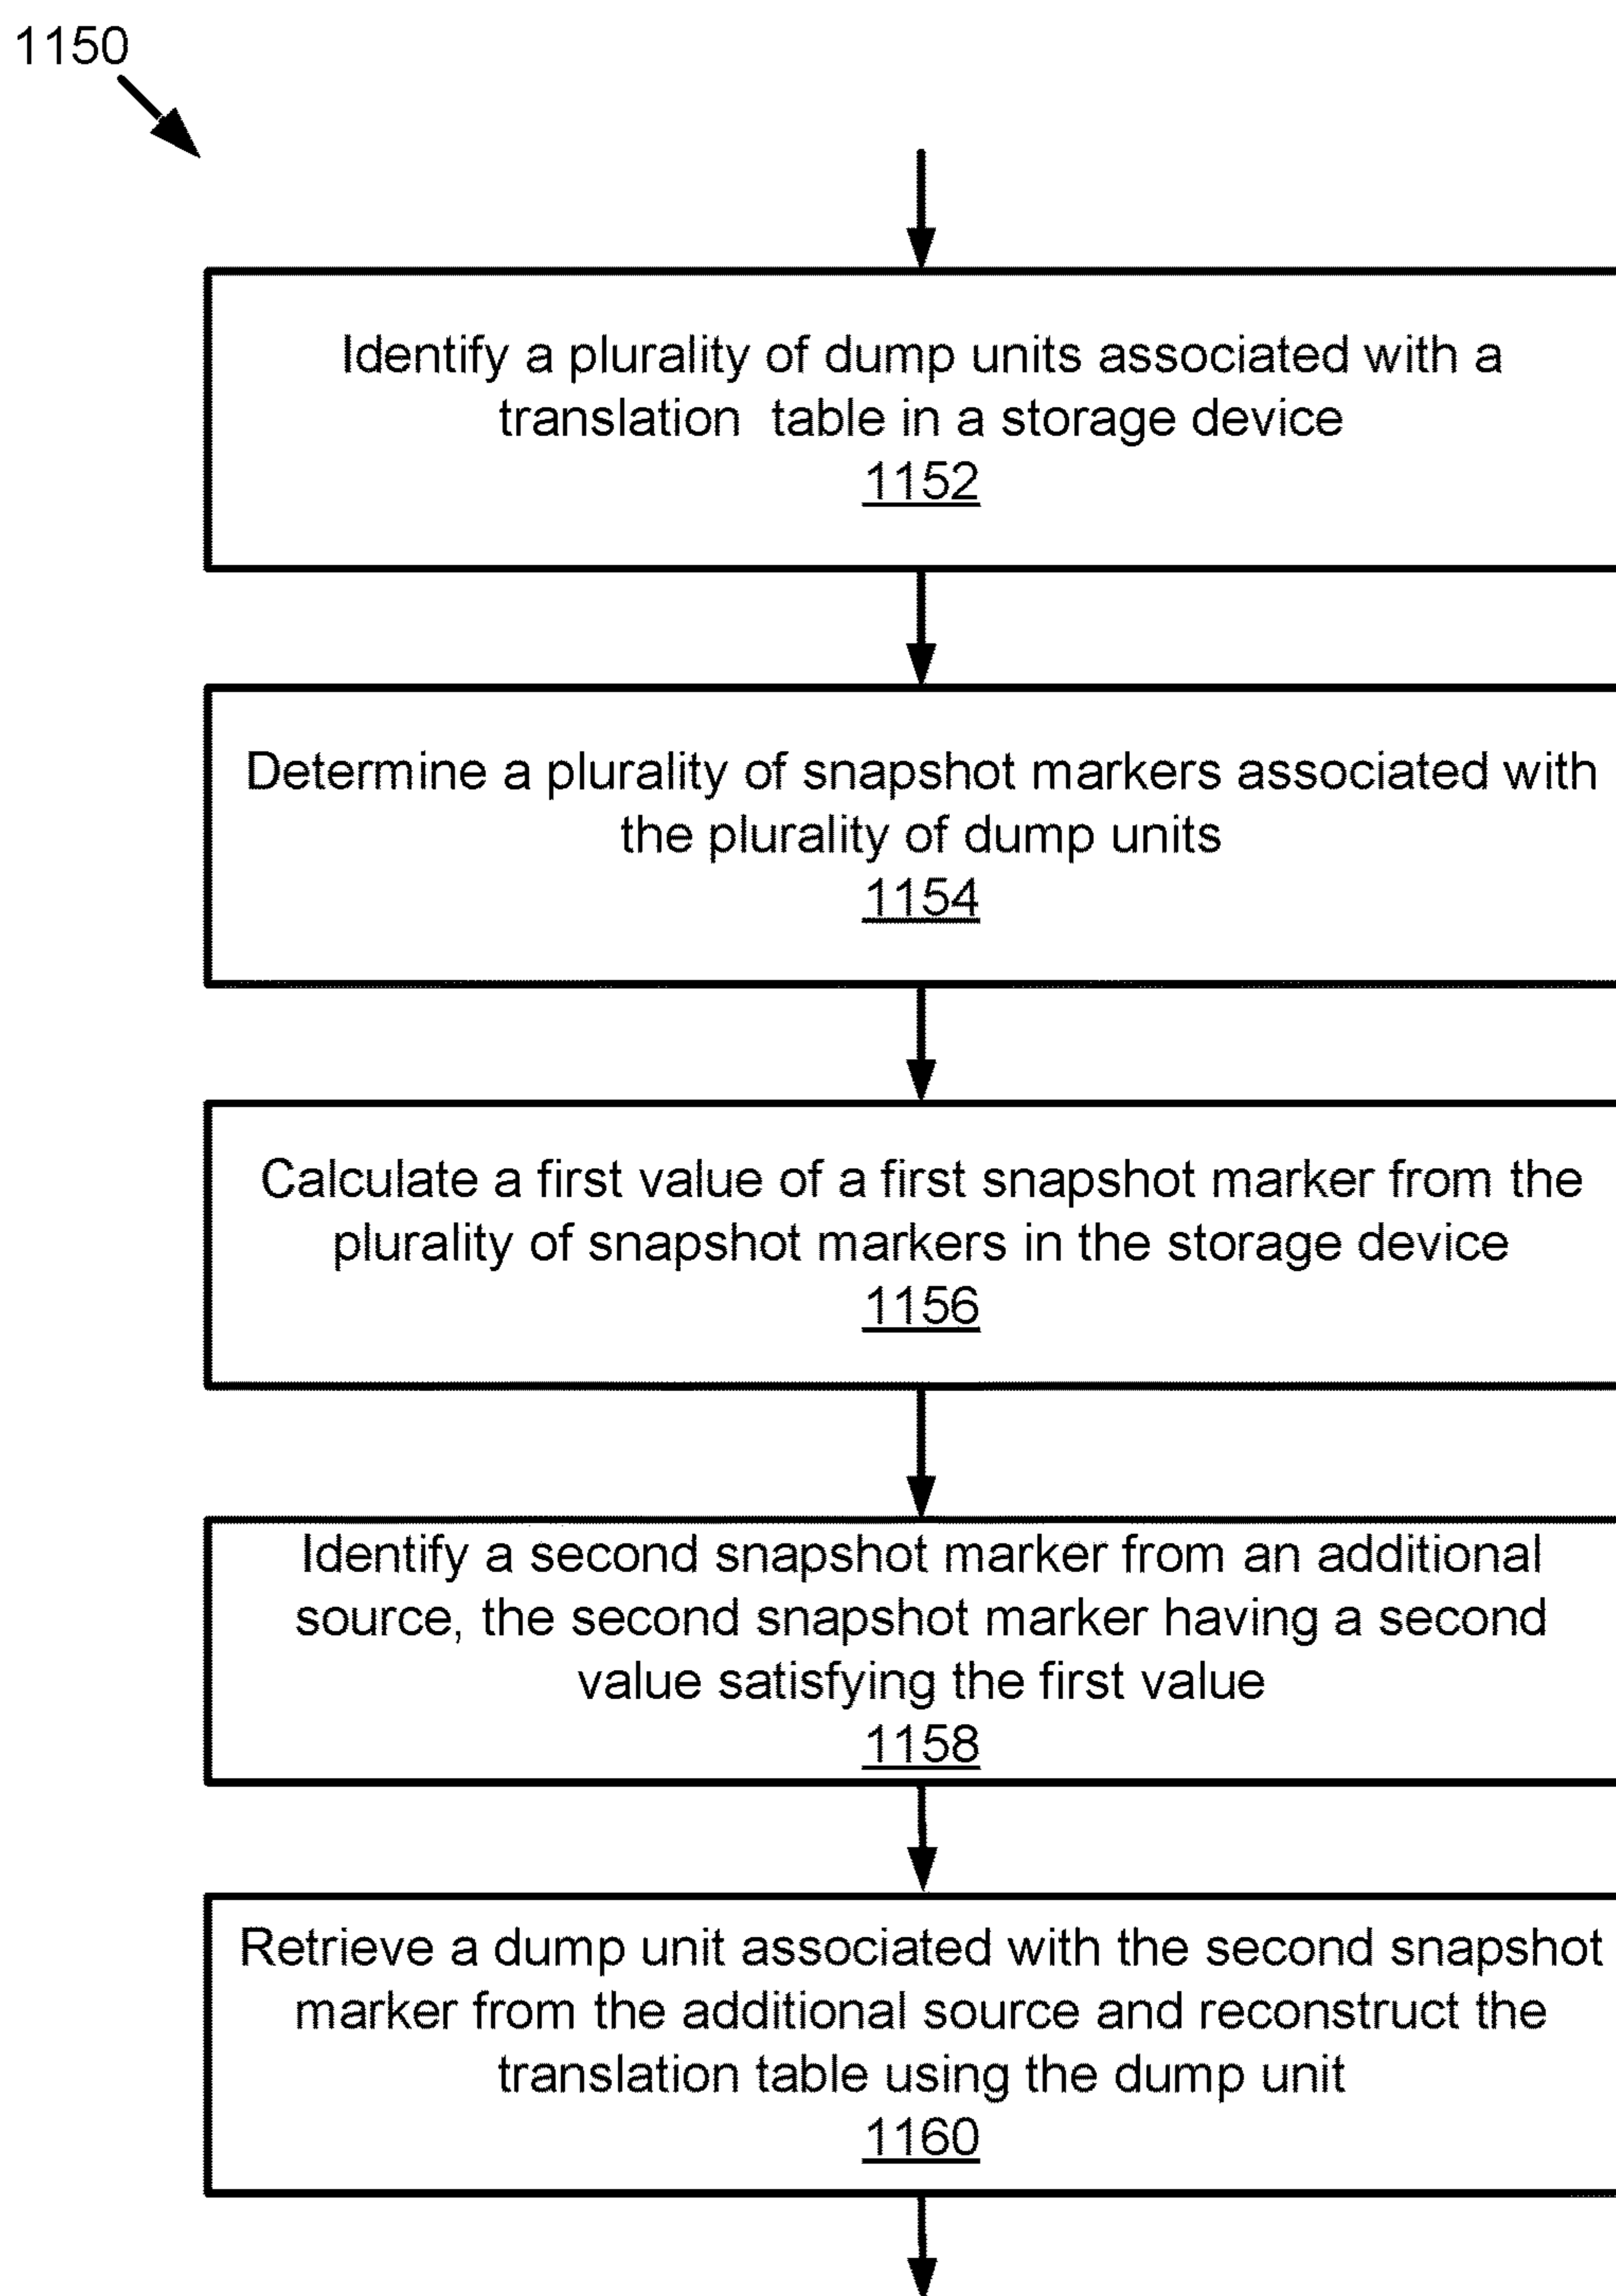 1150
Identify a plurality of dump units associated with a
translation table in a storage device
1152
Determine a plurality of snapshot markers associated with
the plurality of dump units
1154
Calculate a first value of a first snapshot marker from the
plurality of snapshot markers in the storage device
1156
Identify a second snapshot marker from an additional
source, the second snapshot marker having a second
value satisfying the first value
1158
Retrieve a dump unit associated with the second snapshot
marker from the additional source and reconstruct the
translation table using the dump unit
1160